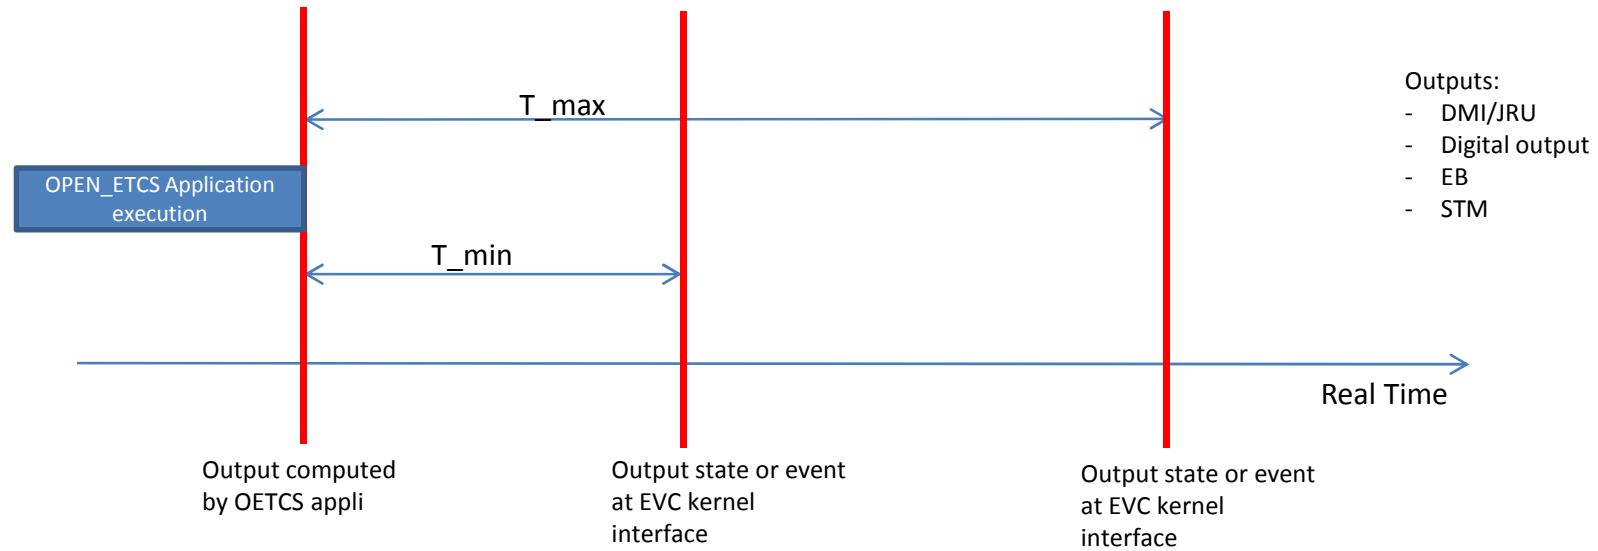 T_max
Outputs:
- DMI/JRU
- Digital output
- EB
- STM
OPEN_ETCS Application
execution
T_min
Real Time
Output computed
by OETCS appli
Output state or event
at EVC kernel
interface
Output state or event
at EVC kernel
interface